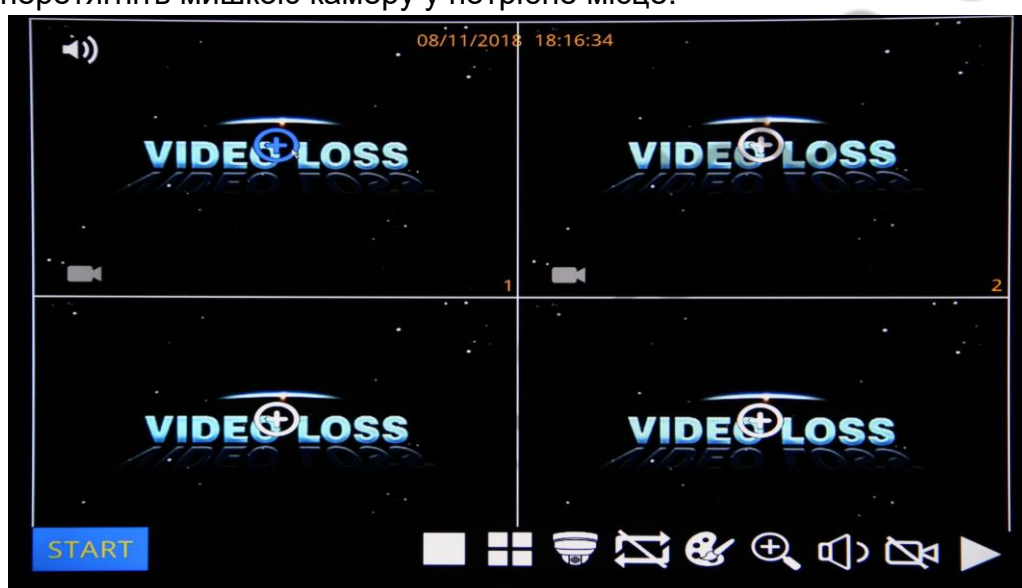 перетягніть мишкою камеру у потрібне місце.
08/11/2018 18:16:34
VIDEO LOSS
VIDEO LOSS
1
2
VIDEO LOSS
VIDEO LOSS
START